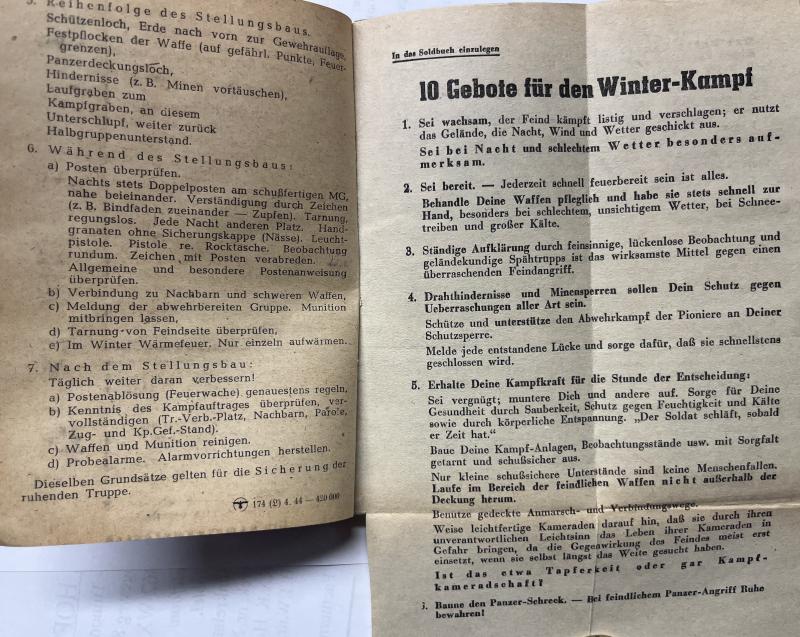 5. Reihenfolge des Stellungsbaus.
Schützenloch, Erde nach vorn zur Gewehrauflage,
Festpflocken der Waffe (auf gefährl. Punkte, Feuer-
grenzen),
Panzerdeckungsloch,
Hindernisse (z. B. Minen vortäuschen),
Laufgraben zum
Kampfgraben, an diesem
Unterschlupf, weiter zurück
Halbgruppenunterstand.
6. Während des Stellungsbaus:
a) Posten überprüfen.
Nachts stets Doppelposten am schußfertigen MG,
nahe beieinander. Verständigung durch Zeichen
(z. B. Bindfaden zueinander — Zupfen). Tarnung,
regungslos. Jede Nacht anderen Platz. Hand-
granaten ohne Sicherungskappe (Nässe). Leucht-
pistole. Pistole re. Rocktasche. Beobachtung
rundum. Zeichen mit Posten verabreden.
Allgemeine und besondere Postenanweisung
überprüfen.
b) Verbindung zu Nachbarn und schweren Waffen,
c) Meldung der abwehrbereiten Gruppe. Munition
mitbringen lassen,
d) Tarnung von Feindseite überprüfen,
e) Im Winter Wärmefeuer. Nur einzeln aufwärmen.
7. Nach dem Stellungsbau:
Täglich weiter daran verbessern!
a) Postenablösung (Feuerwache) genauestens regeln,
b) Kenntnis des Kampfauftrages überprüfen, ver-
vollständigen (Tr.-Verb.-Platz, Nachbarn, Parole,
Zug- und Kp.Gef.-Stand).
c) Waffen und Munition reinigen.
d) Probealarme. Alarmvorrichtungen herstellen.
Dieselben Grundsätze gelten für die Sicherung der
ruhenden Truppe.
174 (2) 4. 44 — 420 000
In das Soldbuch einzulegen
10 Gebote für den Winter-Kampf
1. Sei wachsam, der Feind kämpft listig und verschlagen; er nutzt
das Gelände, die Nacht, Wind und Wetter geschickt aus.
Sei bei Nacht und schlechtem Wetter besonders auf-
merksam.
2. Sei bereit. — Jederzeit schnell feuerbereit sein ist alles.
Behandle Deine Waffen pfleglich und habe sie stets schnell zur
Hand, besonders bei schlechtem, unsichtigem Wetter, bei Schnee-
treiben und großer Kälte.
3. Ständige Aufklärung durch feinsinnige, lückenlose Beobachtung und
geländekundige Spähtrupps ist das wirksamste Mittel gegen einen
überraschenden Feindangriff.
4. Drahthindernisse und Minensperren sollen Dein Schutz gegen
Ueberraschungen aller Art sein.
Schütze und unterstütze den Abwehrkampf der Pioniere an Deiner
Schutzsperre.
Melde jede entstandene Lücke und sorge dafür, daß sie schnellstens
geschlossen wird.
5. Erhalte Deine Kampfkraft für die Stunde der Entscheidung:
Sei vergnügt; muntere Dich und andere auf. Sorge für Deine
Gesundheit durch Sauberkeit, Schutz gegen Feuchtigkeit und Kälte
sowie durch körperliche Entspannung. „Der Soldat schläft, sobald
er Zeit hat."
Baue Deine Kampf-Anlagen, Beobachtungsstände usw. mit Sorgfalt
getarnt und schußsicher aus.
Nur kleine schußsichere Unterstände sind keine Menschenfallen.
Laufe im Bereich der feindlichen Waffen nicht außerhalb der
Deckung herum.
Benutze gedeckte Anmarsch- und Verbindungswege.
Weise leichtfertige Kameraden darauf hin, daß sie durch ihren
unverantwortlichen Leichtsinn das Leben ihrer Kameraden in
Gefahr bringen, da die Gegenwirkung des Feindes meist erst
einsetzt, wenn sie selbst längst das Weite gesucht haben.
Ist das etwa Tapferkeit oder gar Kampf-
kameradschaft?
Banne den Panzer-Schreck. — Bei feindlichem Panzer-Angriff Ruhe
bewahren!